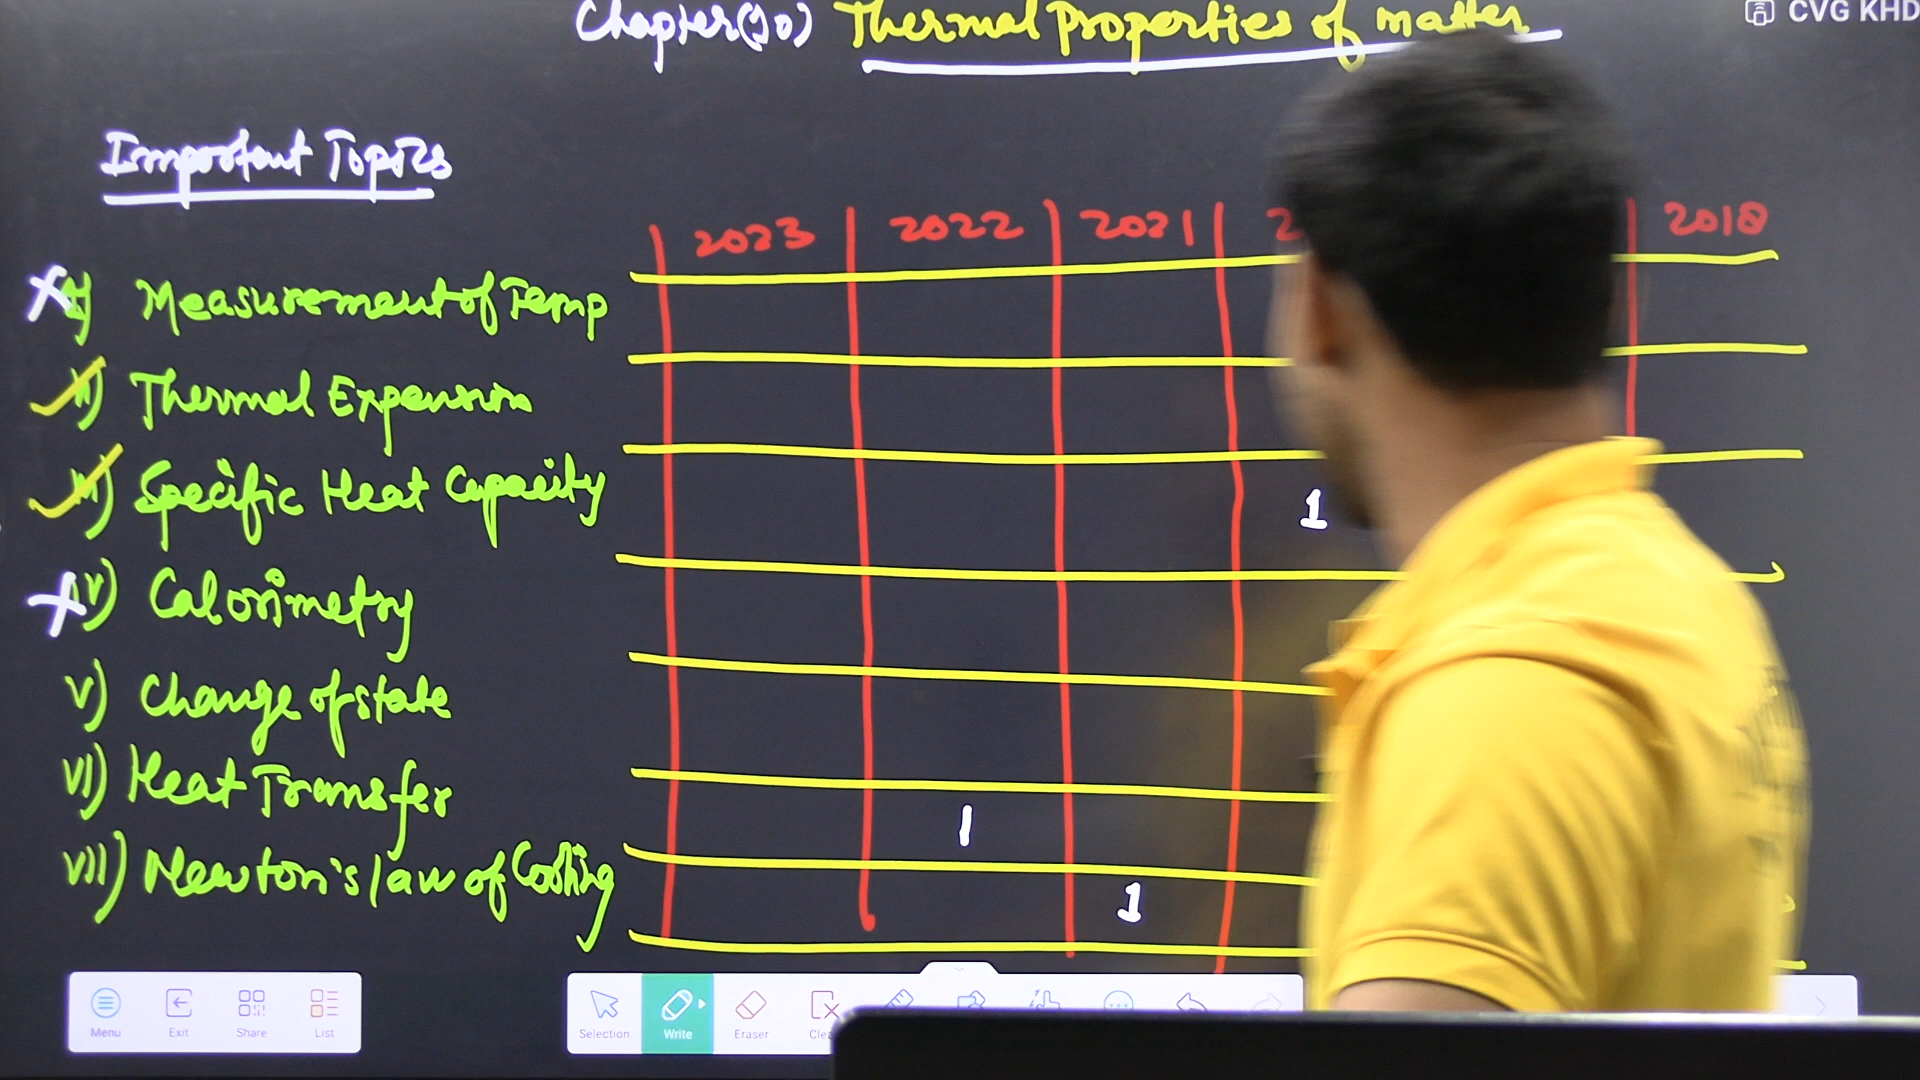 Chapter(10) Thermal Properties of matter
CVG KHD
Important Topics
2023 2022 2021 2018
i) Measurement of Temp
ii) Thermal Expension
iii) Specific Heat Capacity 1
iv) Calorimetry
v) Change of state
vi) Heat Transfer 1
vii) Newton's law of Cooling 1
Menu Exit Share List Selection Write Eraser